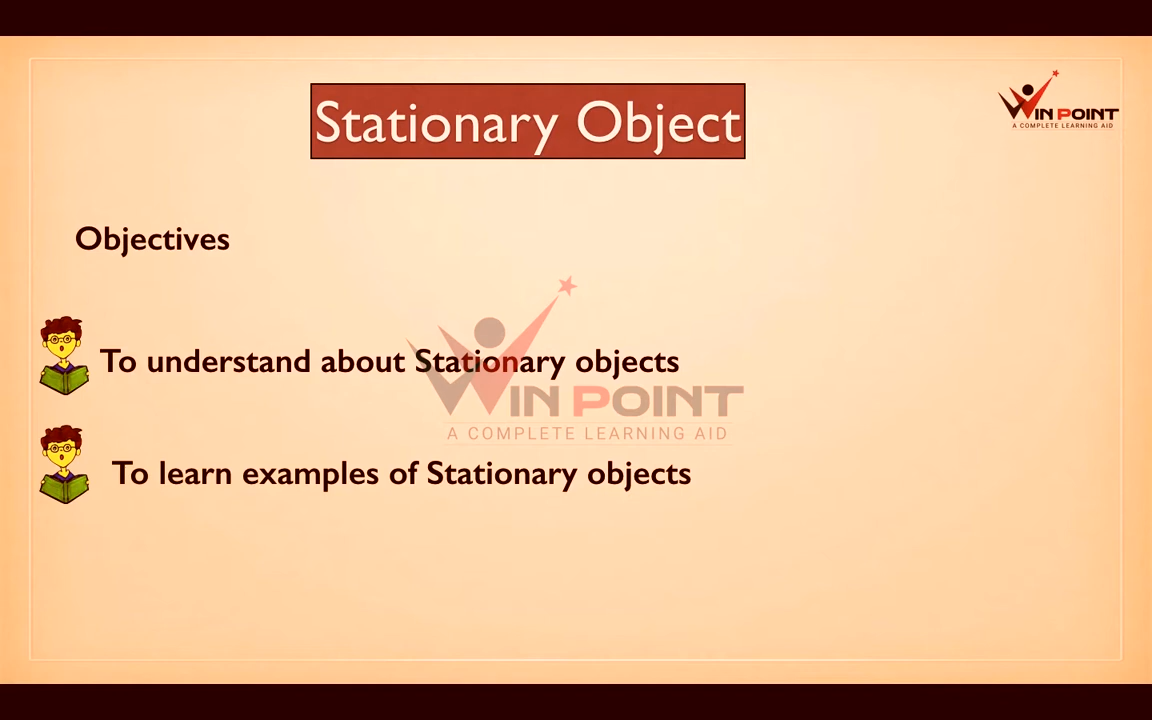 Stationary Object
WIN POINT
A COMPLETE LEARNING AID
Objectives
To understand about Stationary objects
WIN POINT
A COMPLETE LEARNING AID
To learn examples of Stationary objects